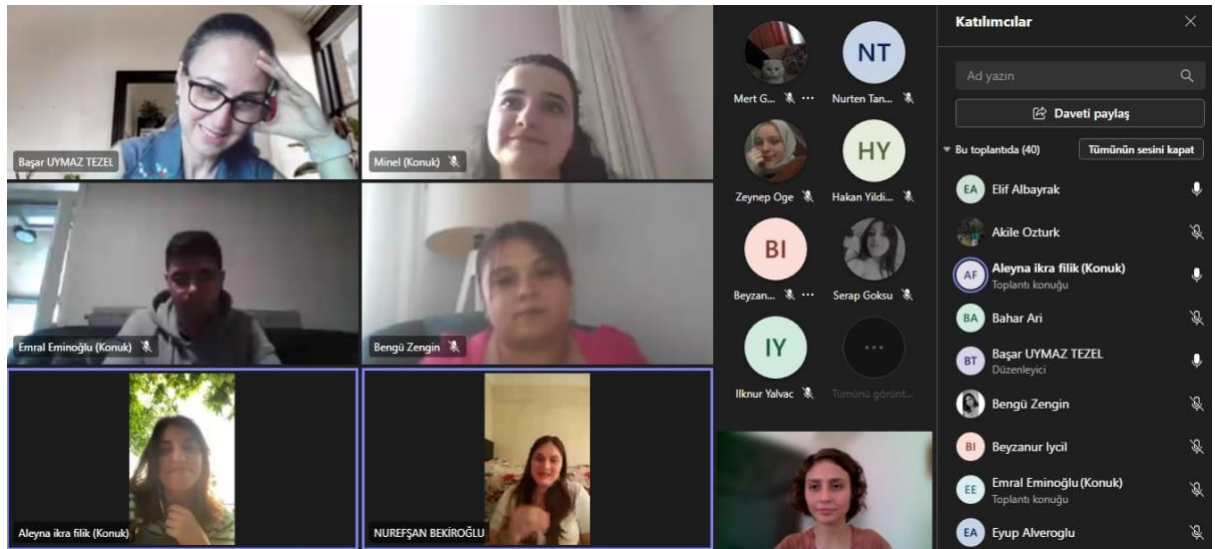 Başar UYMAZ TEZEL
Minel (Konuk)
Emral Eminoğlu (Konuk)
Bengü Zengin
Aleyna ikra filik (Konuk)
NUREFŞAN BEKİROĞLU
Mert G...
NT
Nurten Tan...
Zeynep Oge
HY
Hakan Yildi...
BI
Beyzan...
Serap Goksu
IY
Ilknur Yalvac
Tümünü görünt...
Katılımcılar
Ad yazın
Daveti paylaş
Bu toplantıda (40)
Tümünün sesini kapat
EA
Elif Albayrak
Akile Ozturk
AF
Aleyna ikra filik (Konuk)
Toplantı konuğu
BA
Bahar Ari
BT
Başar UYMAZ TEZEL
Düzenleyici
Bengü Zengin
BI
Beyzanur Iycil
EE
Emral Eminoğlu (Konuk)
Toplantı konuğu
EA
Eyup Alveroglu